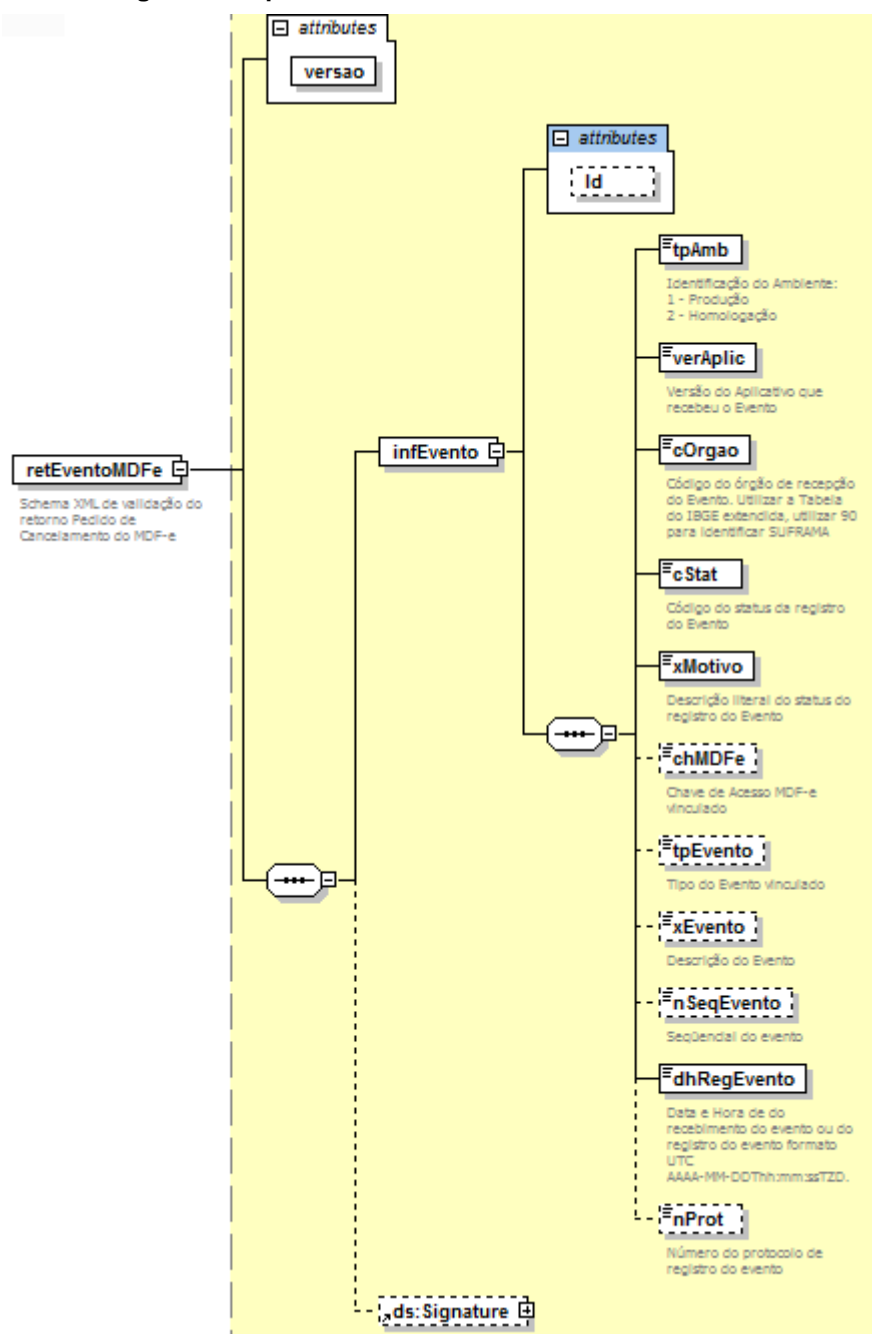 attributes
versao
attributes
Id
tpAmb
Identificação do Ambiente:
1 - Produção
2 - Homologação
verAplic
Versão do Aplicativo que
recebeu o Evento
infEvento
cOrgao
retEventoMDFe
Schema XML de validação do
retorno Pedido de
Cancelamento do MDF-e
Código do órgão de recepção
do Evento. Utilizar a Tabela
do IBGE extendida, utilizar 90
para identificar SUFRAMA
cStat
Código do status da registro
do Evento
xMotivo
Descrição literal do status do
registro do Evento
chMDFe
Chave de Acesso MDF-e
vinculado
tpEvento
Tipo do Evento vinculado
xEvento
Descrição do Evento
nSeqEvento
Seqüencial do evento
dhRegEvento
Data e Hora de do
recebimento do evento ou do
registro do evento formato
UTC
AAAA-MM-DDThh:mm:ssTZD.
nProt
Número do protocolo de
registro do evento
ds:Signature